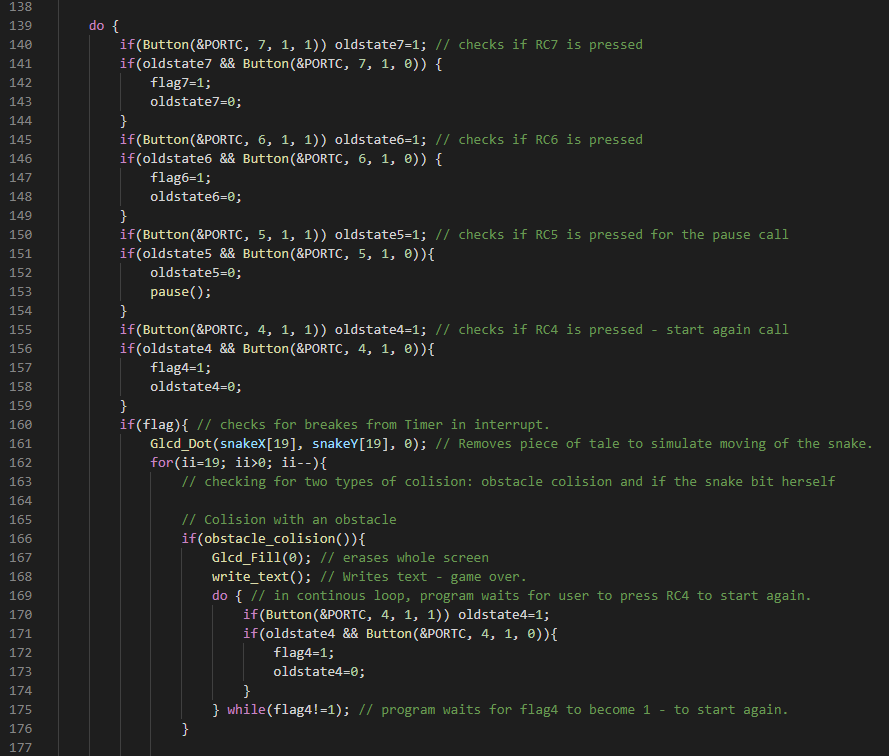 138
139 do {
140 if(Button(&PORTC, 7, 1, 1)) oldstate7=1; // checks if RC7 is pressed
141 if(oldstate7 && Button(&PORTC, 7, 1, 0)) {
142 flag7=1;
143 oldstate7=0;
144 }
145 if(Button(&PORTC, 6, 1, 1)) oldstate6=1; // checks if RC6 is pressed
146 if(oldstate6 && Button(&PORTC, 6, 1, 0)) {
147 flag6=1;
148 oldstate6=0;
149 }
150 if(Button(&PORTC, 5, 1, 1)) oldstate5=1; // checks if RC5 is pressed for the pause call
151 if(oldstate5 && Button(&PORTC, 5, 1, 0)){
152 oldstate5=0;
153 pause();
154 }
155 if(Button(&PORTC, 4, 1, 1)) oldstate4=1; // checks if RC4 is pressed - start again call
156 if(oldstate4 && Button(&PORTC, 4, 1, 0)){
157 flag4=1;
158 oldstate4=0;
159 }
160 if(flag){ // checks for breakes from Timer in interrupt.
161 Glcd_Dot(snakeX[19], snakeY[19], 0); // Removes piece of tale to simulate moving of the snake.
162 for(ii=19; ii>0; ii--){
163 // checking for two types of colision: obstacle colision and if the snake bit herself
164
165 // Colision with an obstacle
166 if(obstacle_colision()){
167 Glcd_Fill(0); // erases whole screen
168 write_text(); // Writes text - game over.
169 do { // in continous loop, program waits for user to press RC4 to start again.
170 if(Button(&PORTC, 4, 1, 1)) oldstate4=1;
171 if(oldstate4 && Button(&PORTC, 4, 1, 0)){
172 flag4=1;
173 oldstate4=0;
174 }
175 } while(flag4!=1); // program waits for flag4 to become 1 - to start again.
176 }
177